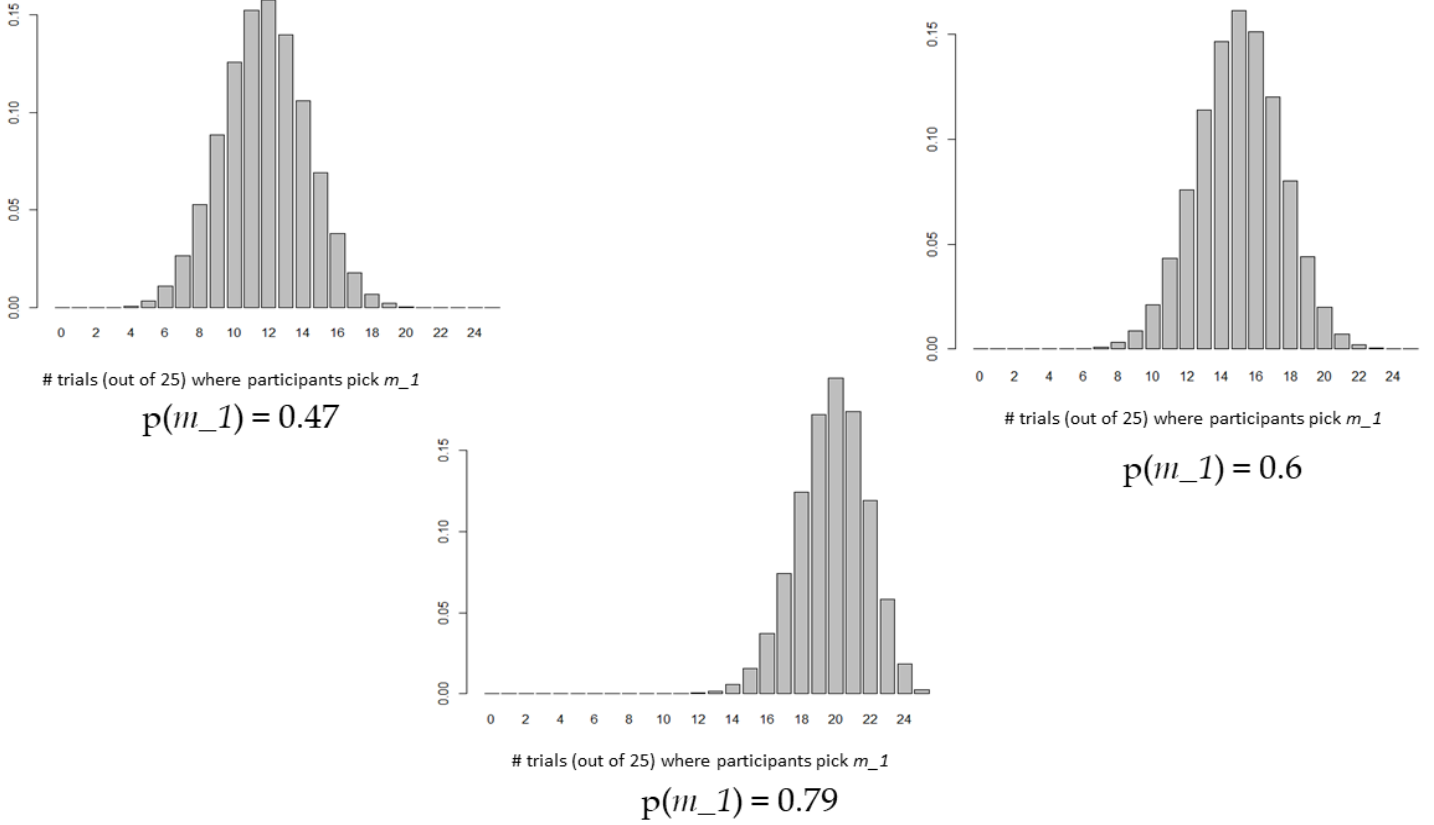 0.15
0.10
0.05
0.00
0 2 4 6 8 10 12 14 16 18 20 22 24
# trials (out of 25) where participants pick m_1
p(m_1) = 0.47
0.15
0.10
0.05
0.00
0 2 4 6 8 10 12 14 16 18 20 22 24
# trials (out of 25) where participants pick m_1
p(m_1) = 0.6
0.15
0.10
0.05
0.00
0 2 4 6 8 10 12 14 16 18 20 22 24
# trials (out of 25) where participants pick m_1
p(m_1) = 0.79